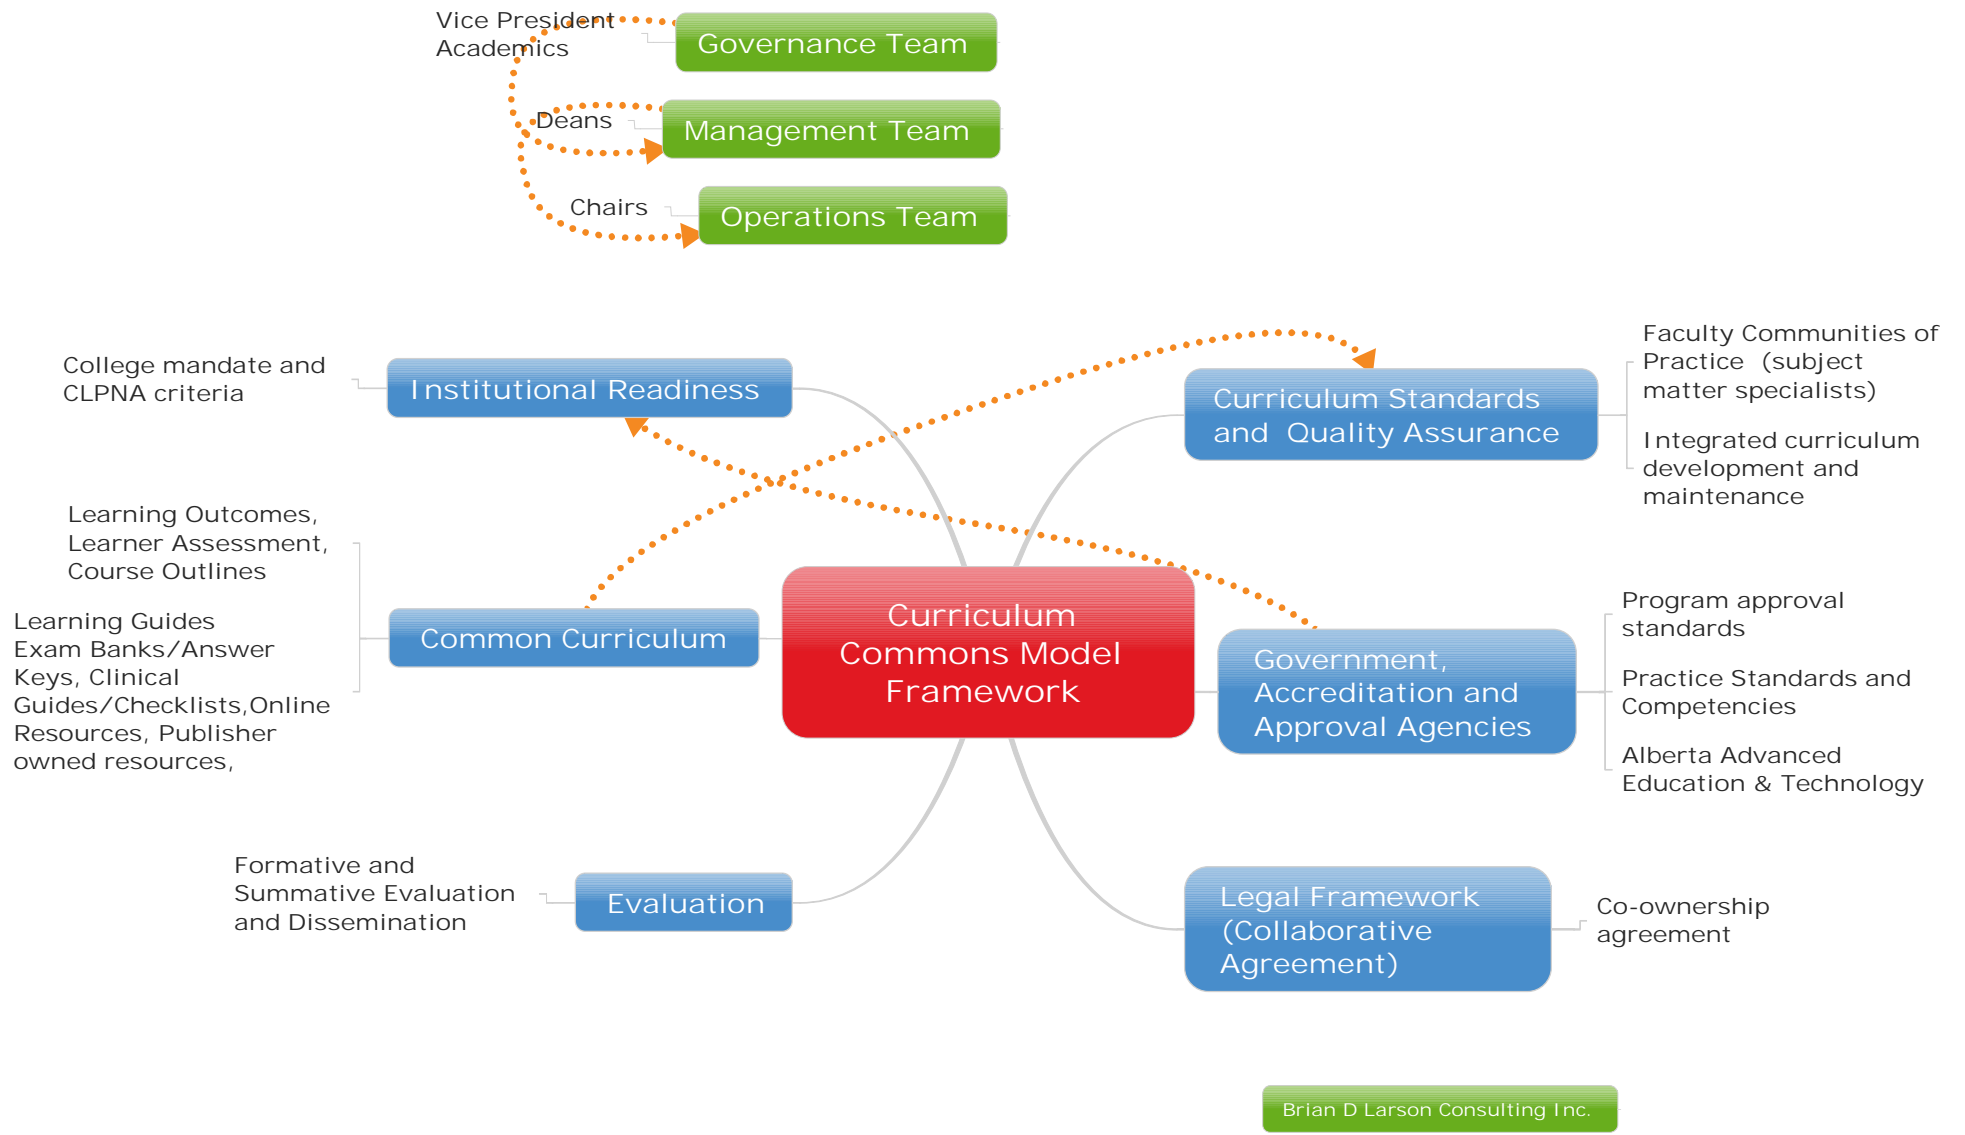 Vice President
Academics
Governance Team
Deans
Management Team
Chairs
Operations Team
College mandate and
CLPNA criteria
Institutional Readiness
Learning Outcomes,
Learner Assessment,
Course Outlines
Learning Guides
Exam Banks/Answer
Keys, Clinical
Guides/Checklists,Online
Resources, Publisher
owned resources,
Common Curriculum
Formative and
Summative Evaluation
and Dissemination
Evaluation
Curriculum
Commons Model
Framework
Curriculum Standards
and Quality Assurance
Faculty Communities of
Practice (subject
matter specialists)
Integrated curriculum
development and
maintenance
Government,
Accreditation and
Approval Agencies
Program approval
standards
Practice Standards and
Competencies
Alberta Advanced
Education & Technology
Legal Framework
(Collaborative
Agreement)
Co-ownership
agreement
Brian D Larson Consulting Inc.